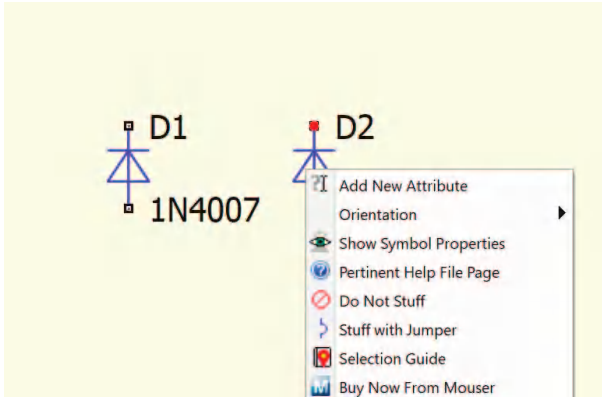 D1
D2
1N4007
Add New Attribute
Orientation
Show Symbol Properties
Pertinent Help File Page
Do Not Stuff
Stuff with Jumper
Selection Guide
Buy Now From Mouser